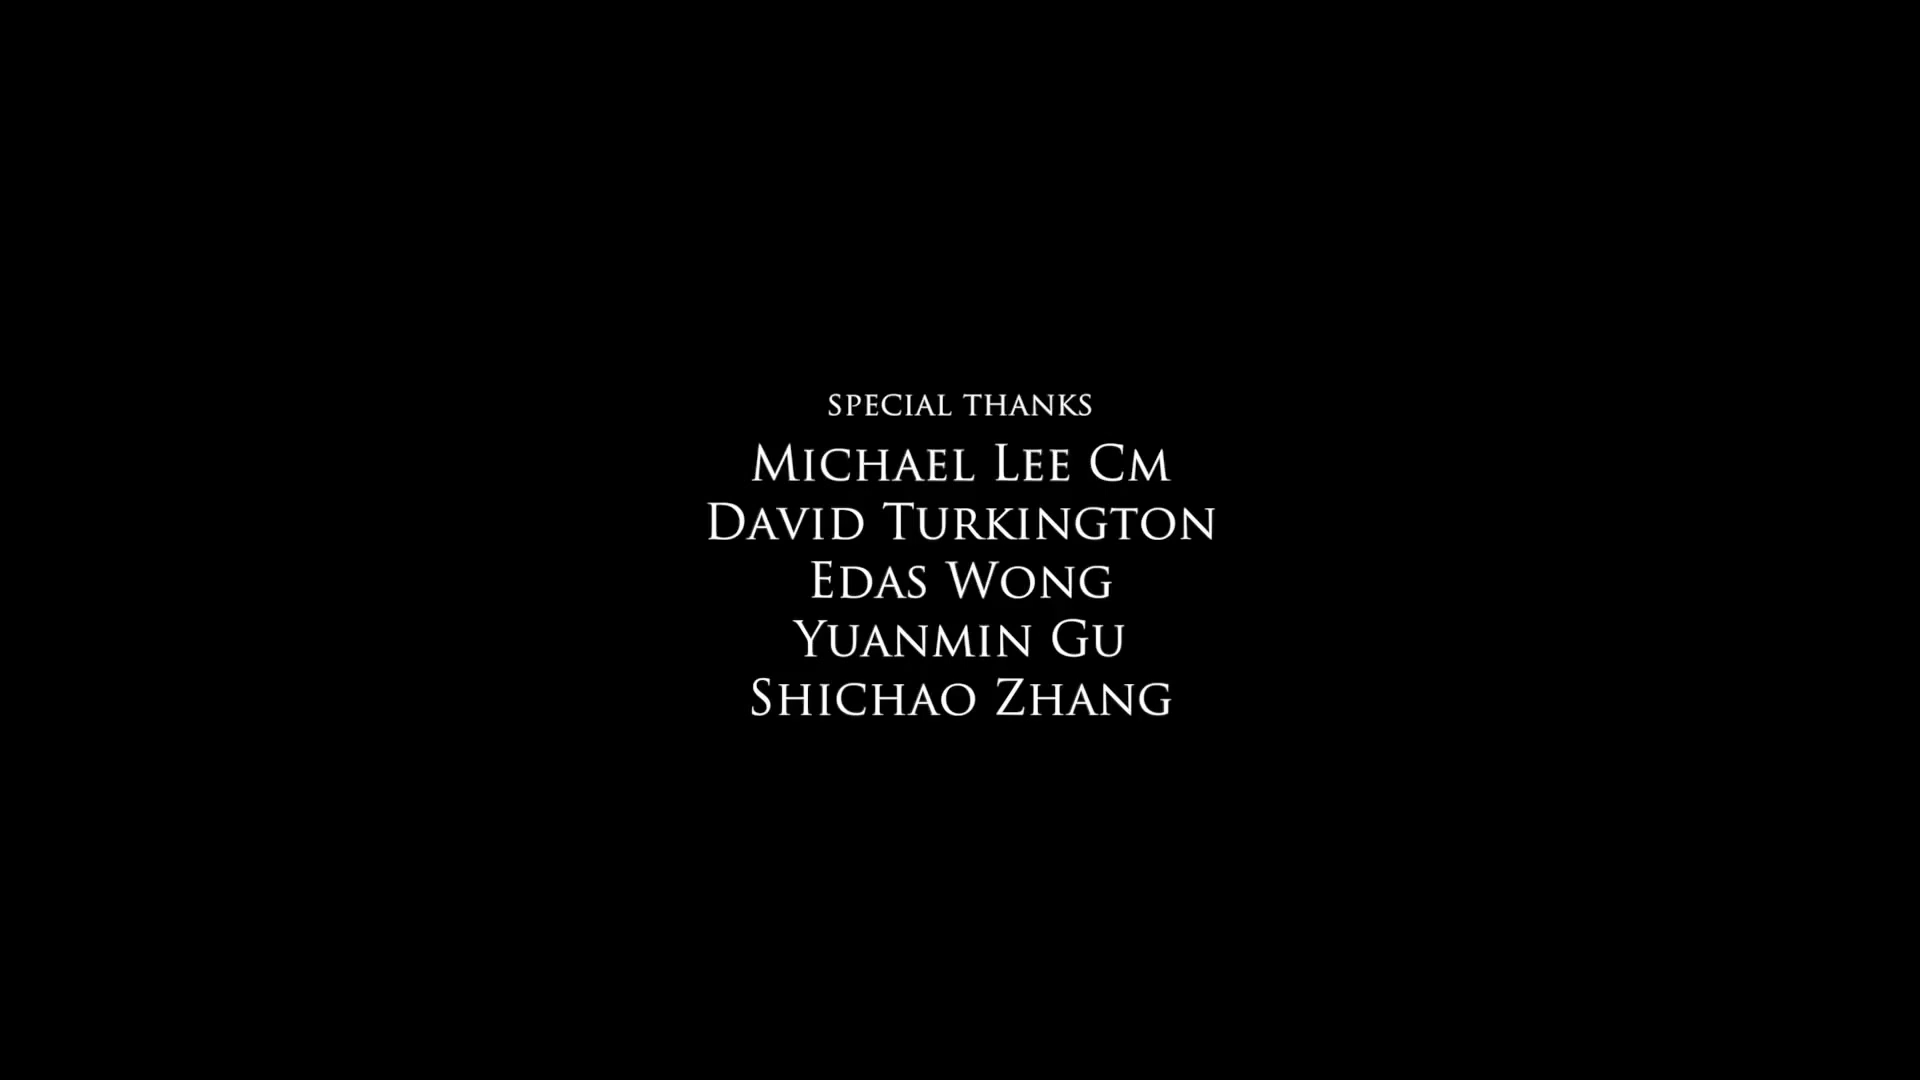 SPECIAL THANKS
MICHAEL LEE CM
DAVID TURKINGTON
EDAS WONG
YUANMIN GU
SHICHAO ZHANG